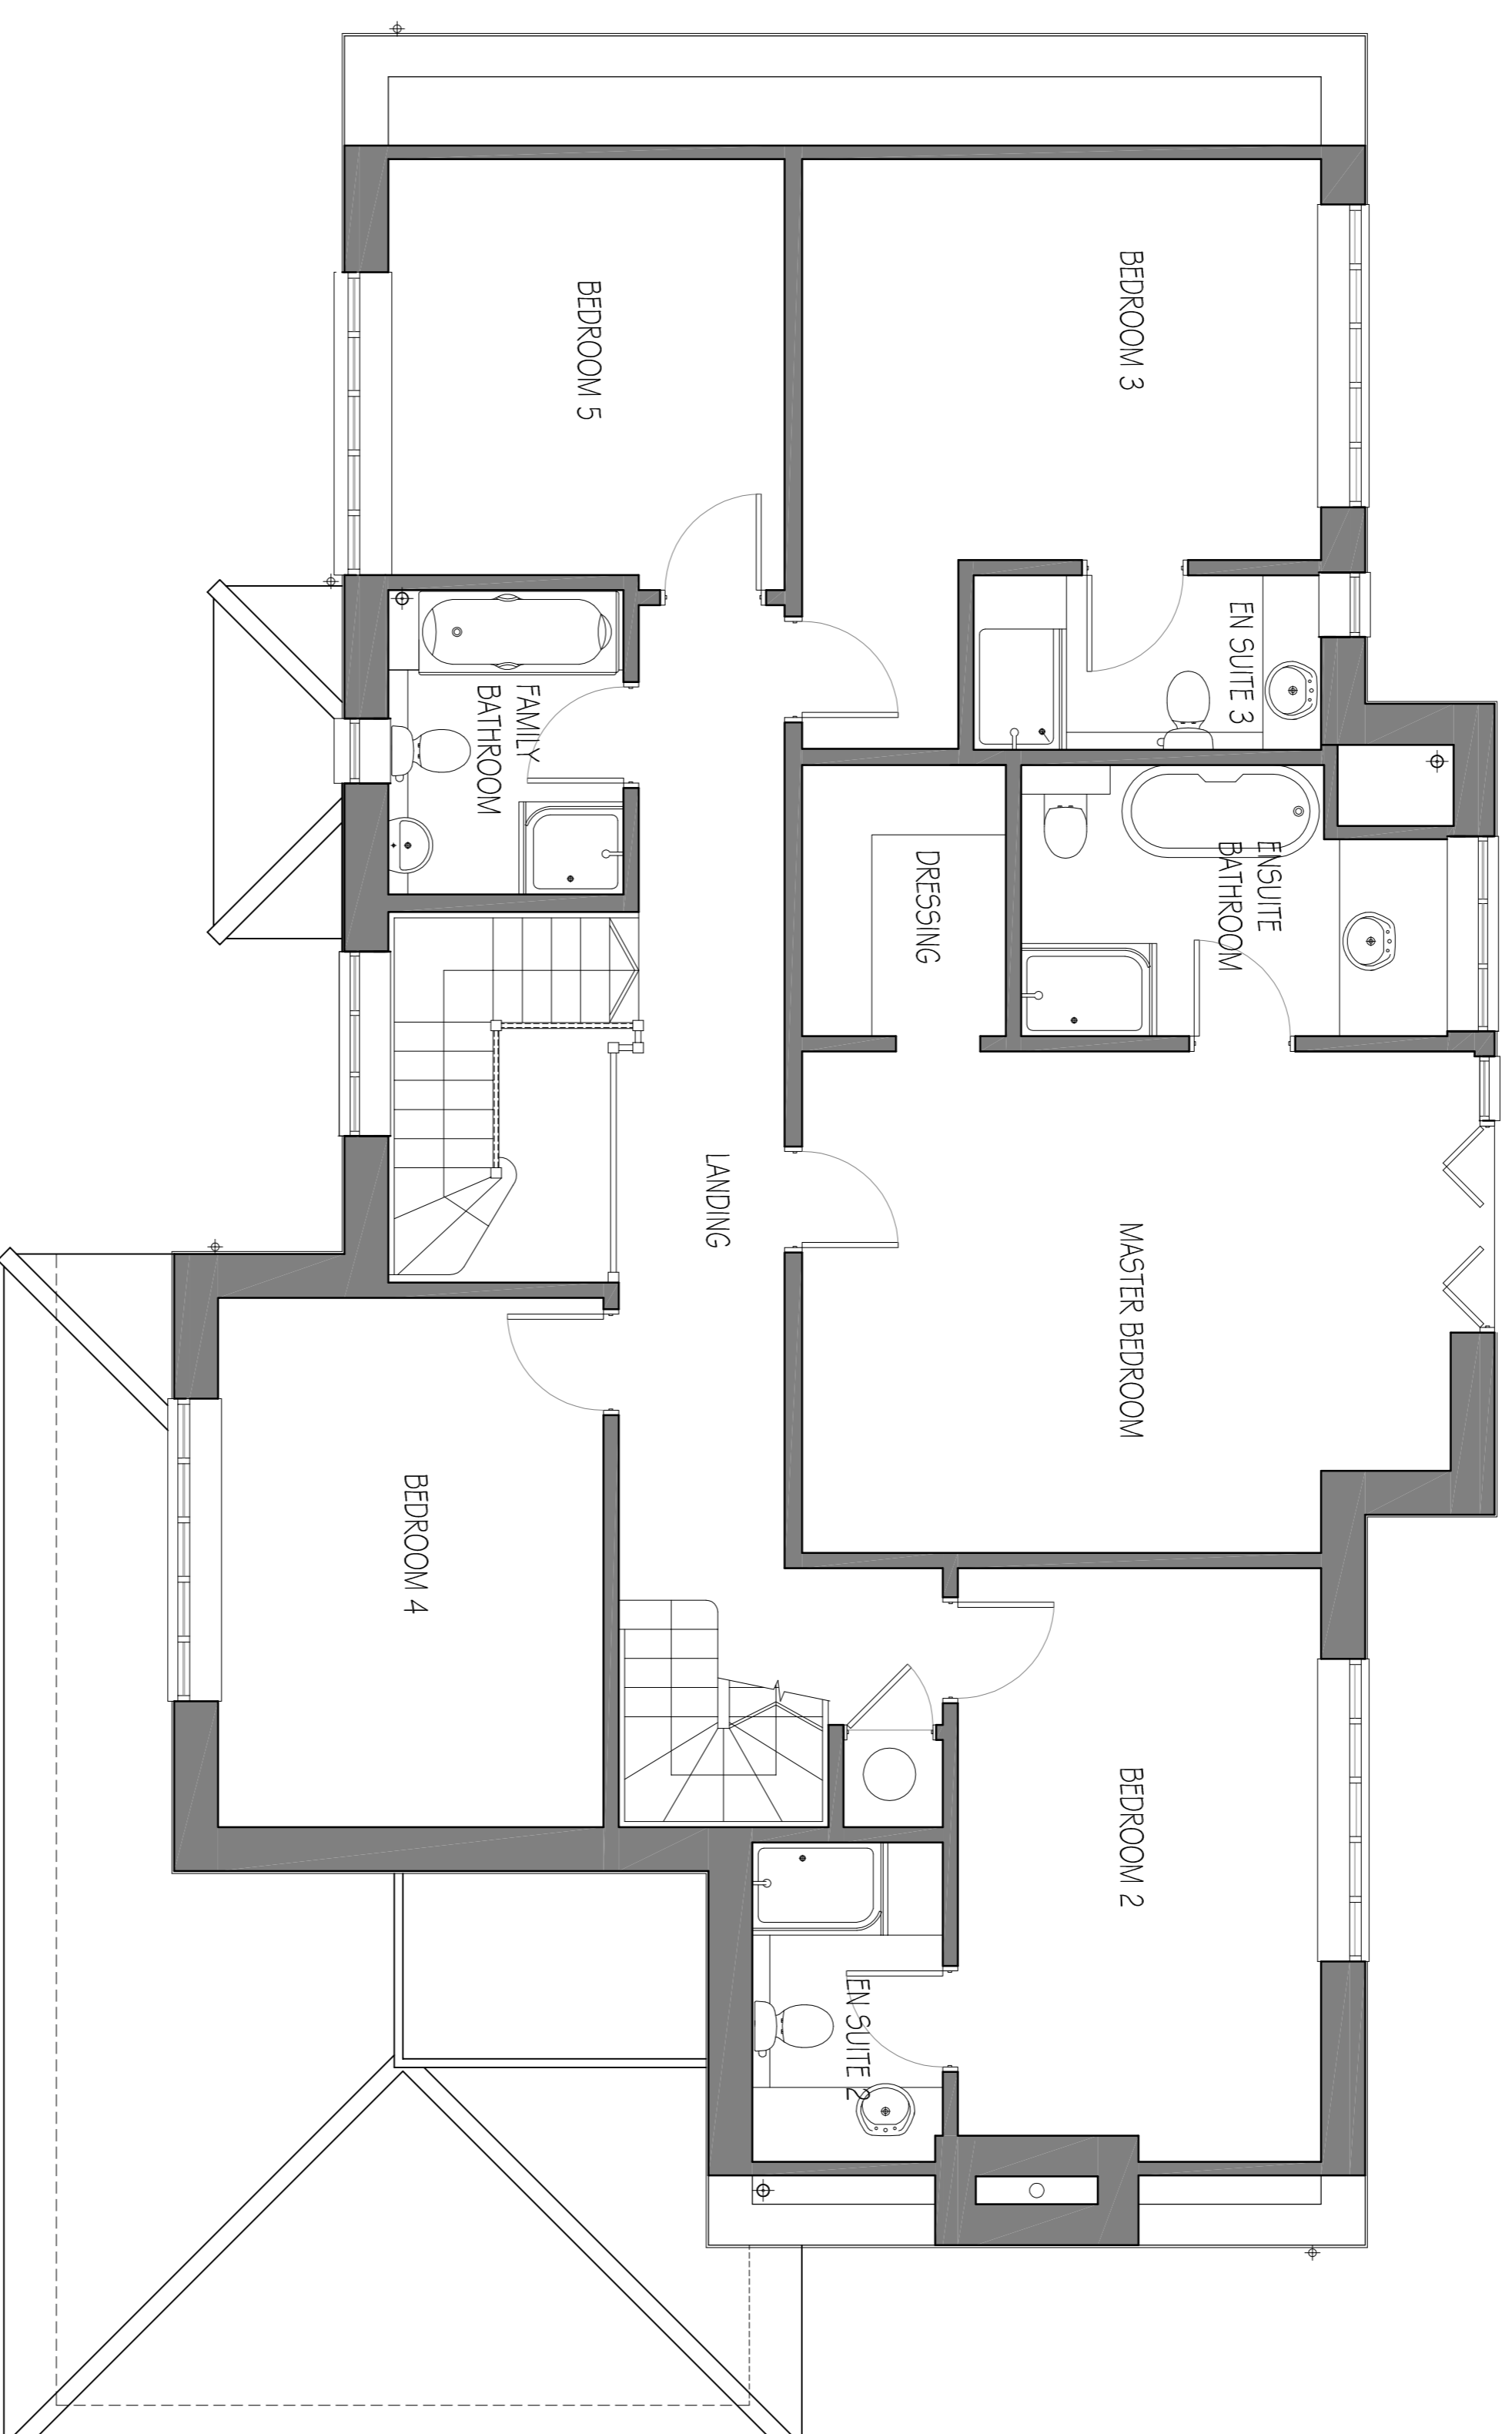 BEDROOM 3
EN SUITE 3
ENSUITE
BATHROOM
MASTER BEDROOM
BEDROOM 2
DRESSING
EN SUITE 2
LANDING
BEDROOM 5
FAMILY
BATHROOM
BEDROOM 4